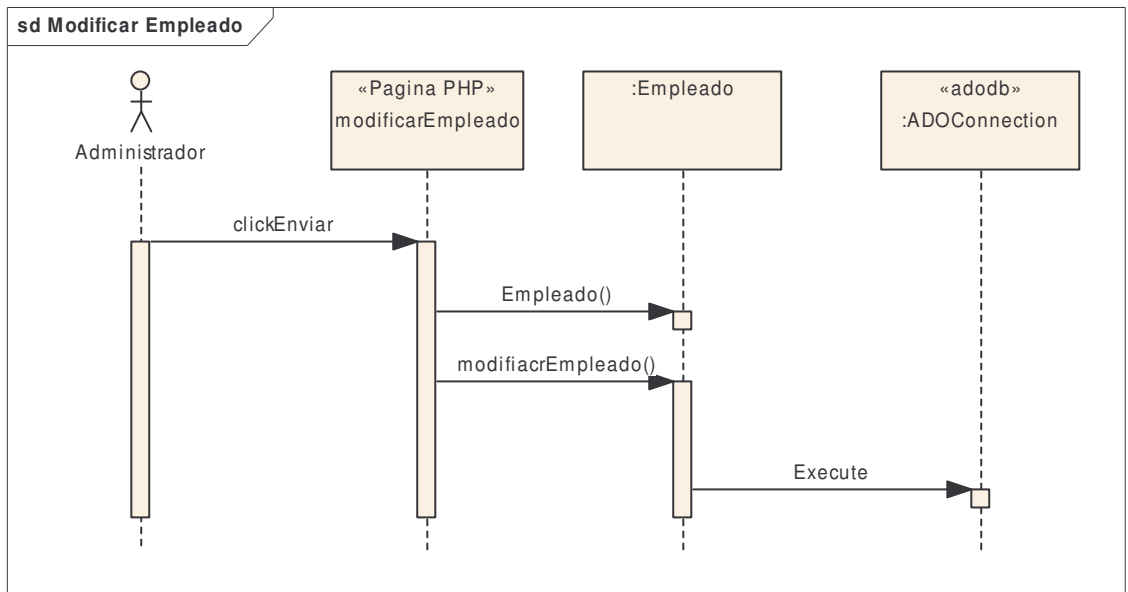 sd Modificar Empleado
«Pagina PHP»
modificarEmpleado
:Empleado
«adodb»
:ADOConnection
Administrador
clickEnviar
Empleado()
modifiacrEmpleado()
Execute